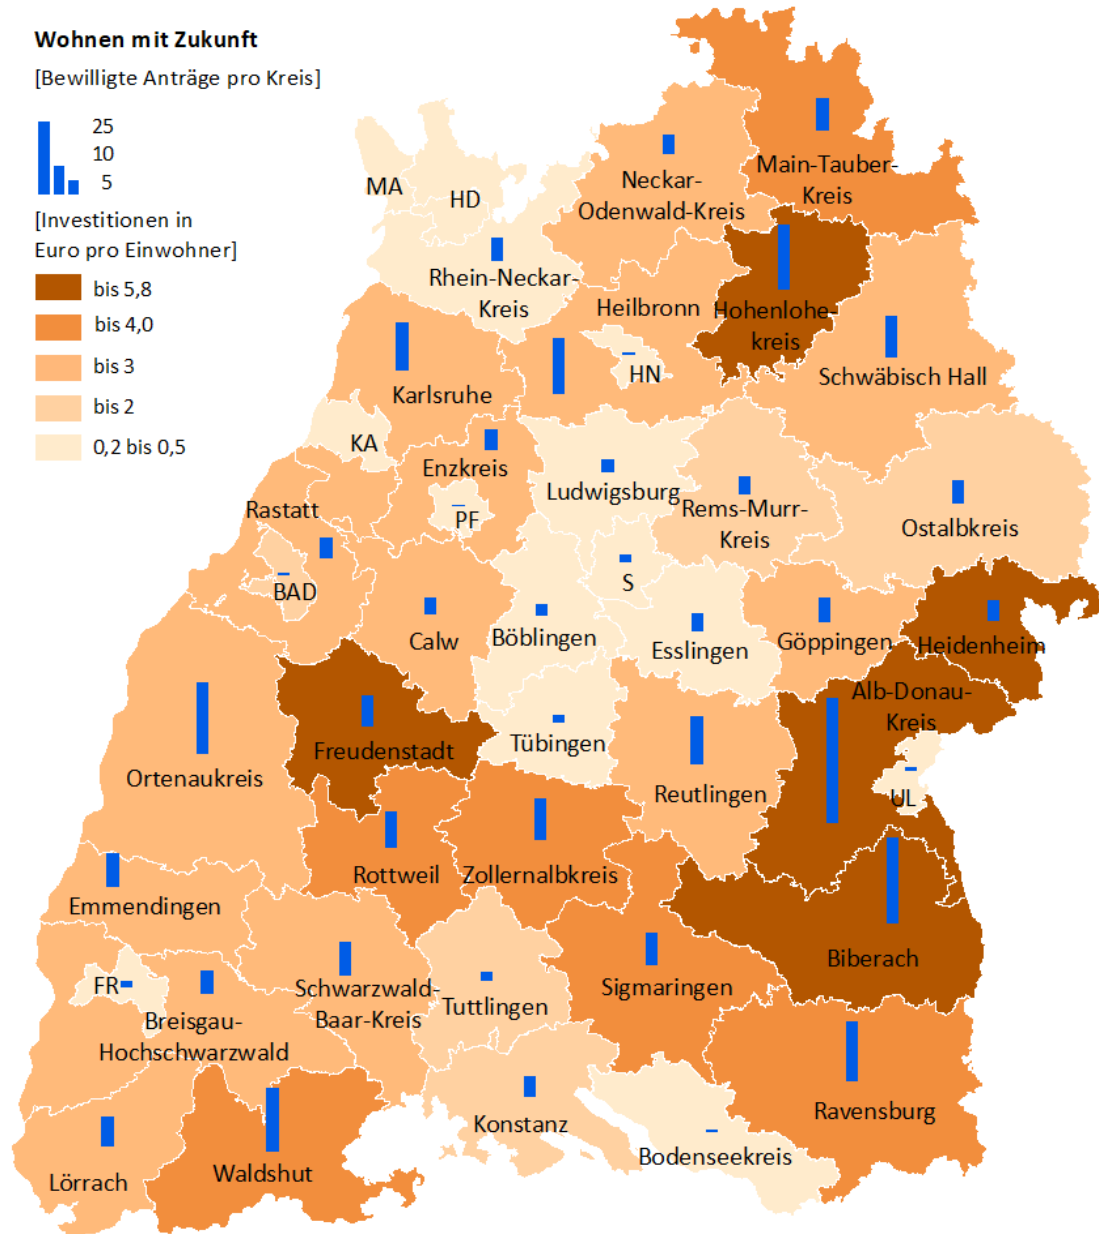 Wohnen mit Zukunft
[Bewilligte Anträge pro Kreis]
25
10
5
[Investitionen in
Euro pro Einwohner]
bis 5,8
bis 4,0
bis 3
bis 2
0,2 bis 0,5
Main-Tauber-
Kreis
Neckar-
Odenwald-Kreis
MA
HD
Rhein-Neckar-
Kreis
Heilbronn
Hohenlohe-
kreis
HN
Schwäbisch Hall
Karlsruhe
KA
Enzkreis
PF
Ludwigsburg
Rems-Murr-
Kreis
Ostalbkreis
Rastatt
BAD
S
Calw
Böblingen
Esslingen
Göppingen
Heidenheim
Alb-Donau-
Kreis
Freudenstadt
Tübingen
Ortenaukreis
Reutlingen
UL
Rottweil
Zollernalbkreis
Emmendingen
Biberach
FR
Schwarzwald-
Baar-Kreis
Tuttlingen
Sigmaringen
Breisgau-
Hochschwarzwald
Konstanz
Ravensburg
Bodenseekreis
Lörrach
Waldshut